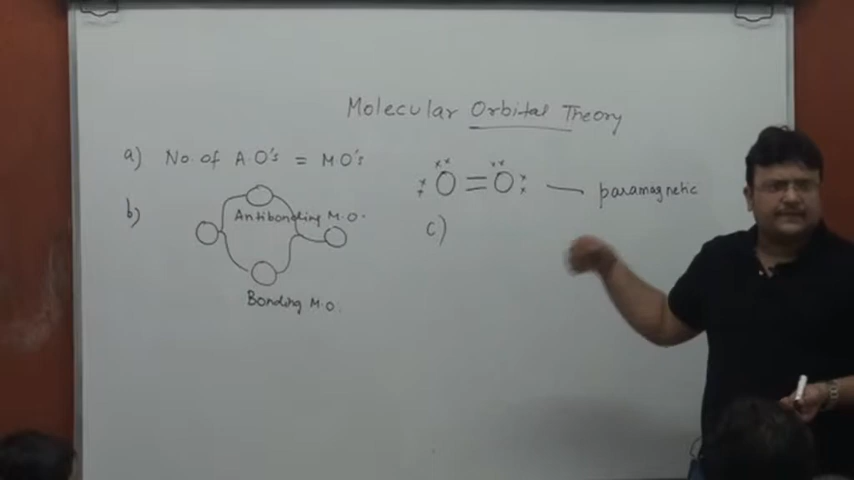 Molecular Orbital Theory
a) No. of A.O's = M.O's
b)
Antibonding M.O.
Bonding M.O.
O=O — paramagnetic
c)